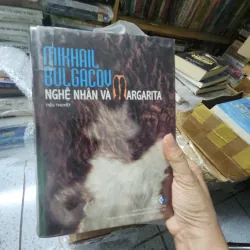 MIKHAIL
BULGACOV
NGHỆ NHÂN VÀ MARGARITA
TIỂU THUYẾT